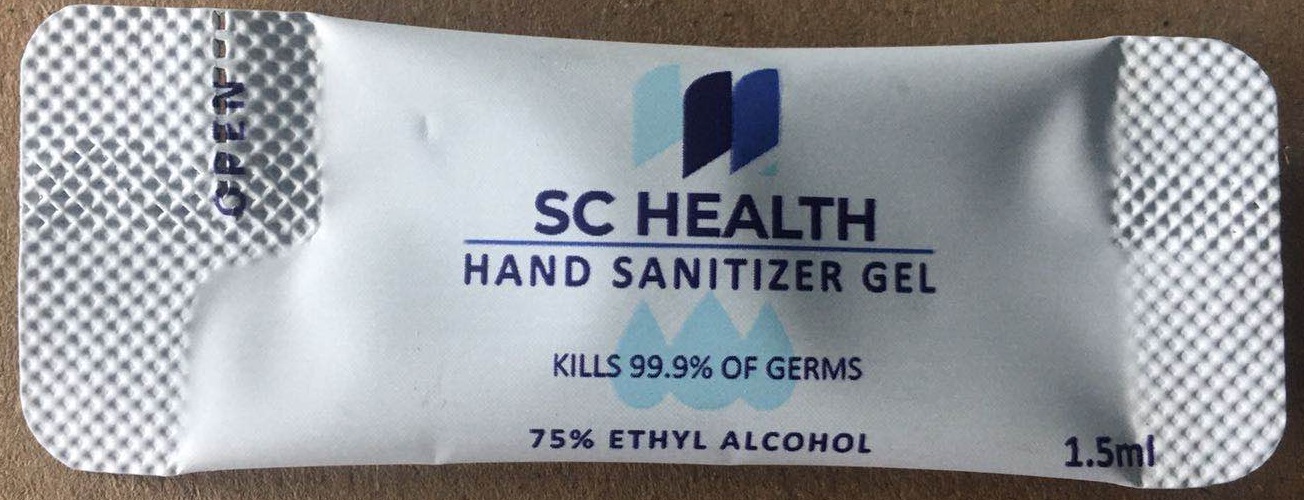 OPEN
SC HEALTH
HAND SANITIZER GEL
KILLS 99.9% OF GERMS
75% ETHYL ALCOHOL
1.5ml